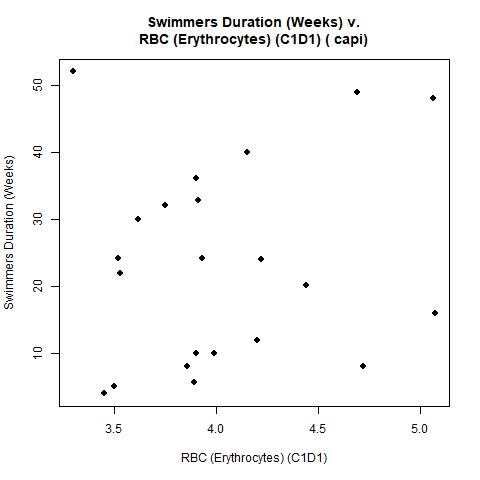 Swimmers Duration (Weeks) v.
RBC (Erythrocytes) (C1D1) ( capi)
Swimmers Duration (Weeks)
50
40
30
20
10
3.5 4.0 4.5 5.0
RBC (Erythrocytes) (C1D1)